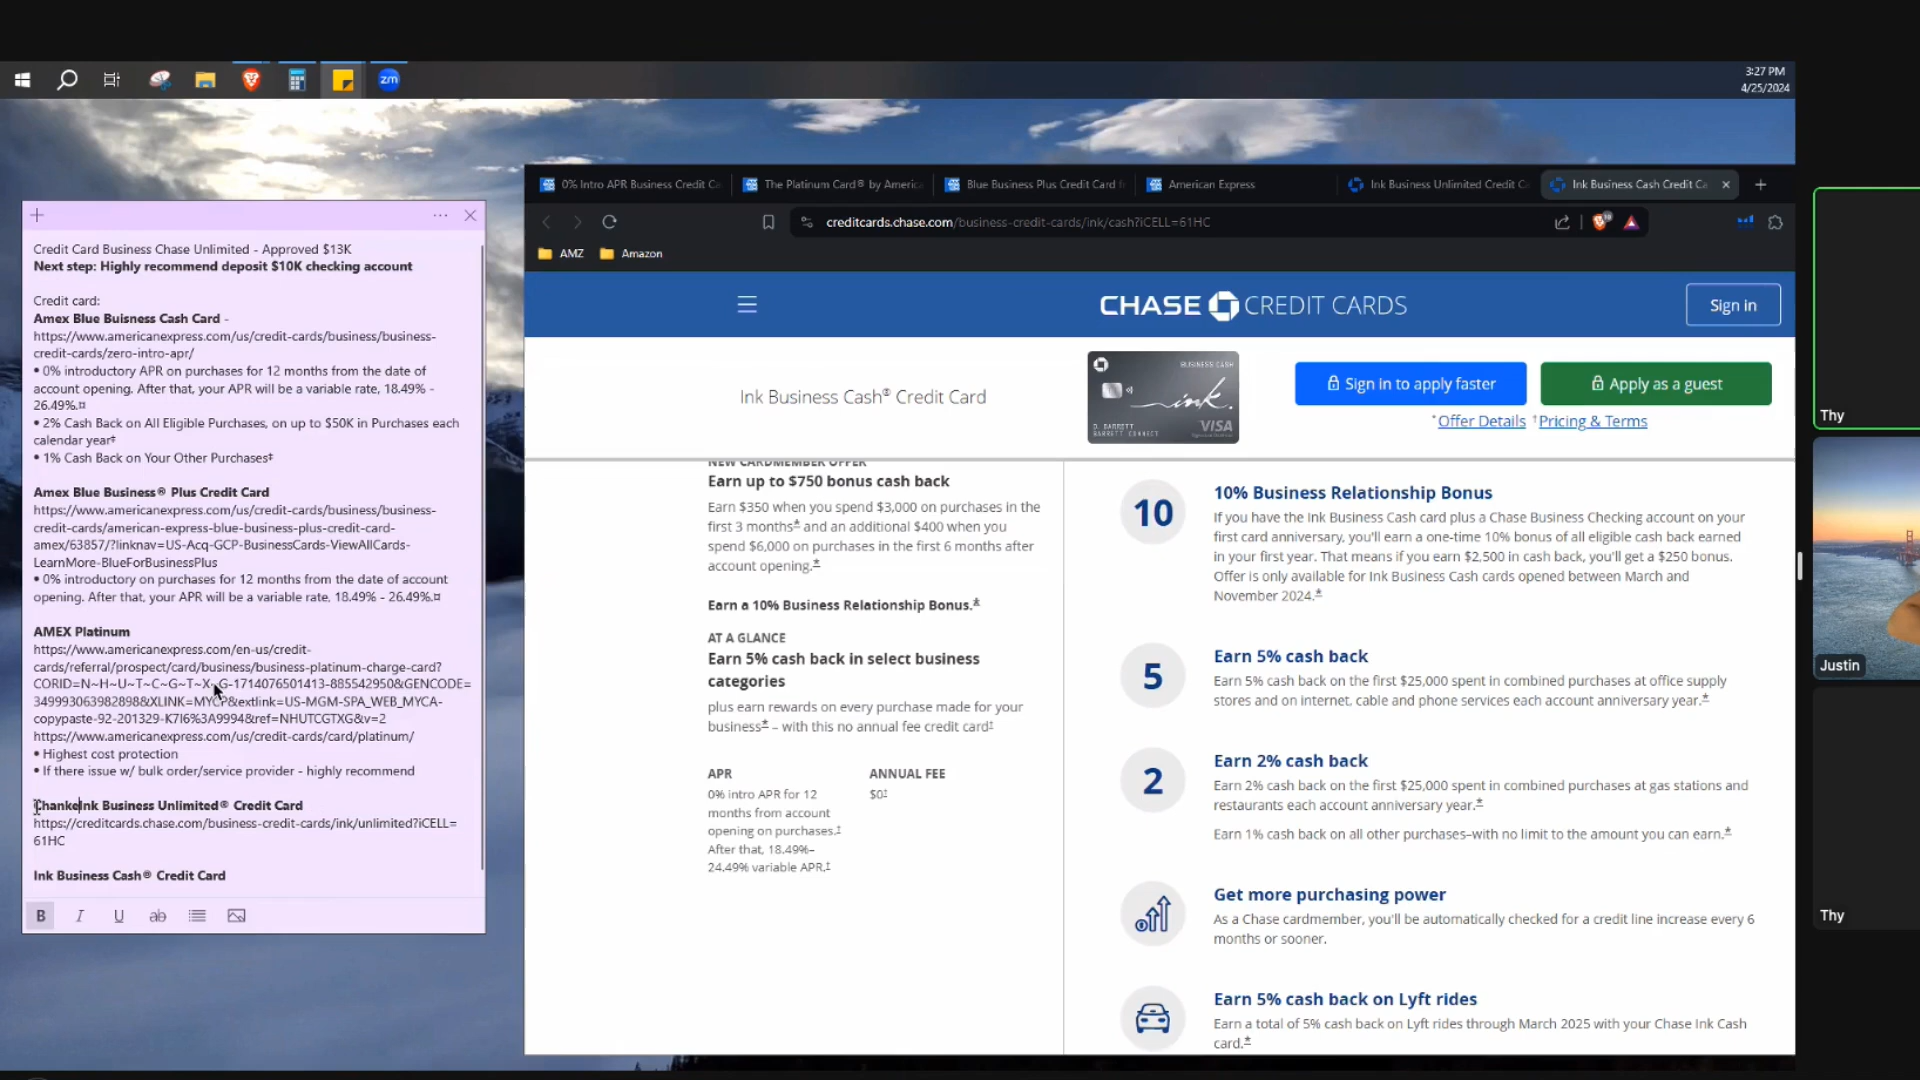 zm
3:27 PM
4/25/2024
Credit Card Business Chase Unlimited - Approved $13K
Next step: Highly recommend deposit $10K checking account
Credit card:
Amex Blue Buisness Cash Card -
https://www.americanexpress.com/us/credit-cards/business/business-
credit-cards/zero-intro-apr/
• 0% introductory APR on purchases for 12 months from the date of
account opening. After that, your APR will be a variable rate, 18.49% -
26.49%.¤
• 2% Cash Back on All Eligible Purchases, on up to $50K in Purchases each
calendar year‡
• 1% Cash Back on Your Other Purchases‡
Amex Blue Business® Plus Credit Card
https://www.americanexpress.com/us/credit-cards/business/business-
credit-cards/american-express-blue-business-plus-credit-card-
amex/63857/?linknav=US-Acq-GCP-BusinessCards-ViewAllCards-
LearnMore-BlueForBusinessPlus
• 0% introductory on purchases for 12 months from the date of account
opening. After that, your APR will be a variable rate, 18.49% - 26.49%.¤
AMEX Platinum
https://www.americanexpress.com/en-us/credit-
cards/referral/prospect/card/business/business-platinum-charge-card?
CORID=N~H~U~T~C~G~T~X~G-1714076501413-885542950&GENCODE=
349993063982898&XLINK=MYCP&extlink=US-MGM-SPA_WEB_MYCA-
copypaste-92-201329-K7I6%3A9994&ref=NHUTCGTXG&v=2
https://www.americanexpress.com/us/credit-cards/card/platinum/
• Highest cost protection
• If there issue w/ bulk order/service provider - highly recommend
ChankeInk Business Unlimited® Credit Card
https://creditcards.chase.com/business-credit-cards/ink/unlimited?iCELL=
61HC
Ink Business Cash® Credit Card
B I U ab
0% Intro APR Business Credit Ca
The Platinum Card® by Americ
Blue Business Plus Credit Card f
American Express
Ink Business Unlimited Credit C
Ink Business Cash Credit Ca
creditcards.chase.com/business-credit-cards/ink/cash?iCELL=61HC
AMZ Amazon
CHASE CREDIT CARDS
Sign in
Ink Business Cash® Credit Card
BUSINESS CASH
ink.
D. BARRETT
BARRETT CONNECT
VISA
Sign in to apply faster
Apply as a guest
*Offer Details †Pricing & Terms
NEW CARDMEMBER OFFER
Earn up to $750 bonus cash back
Earn $350 when you spend $3,000 on purchases in the
first 3 months* and an additional $400 when you
spend $6,000 on purchases in the first 6 months after
account opening.*
Earn a 10% Business Relationship Bonus.*
AT A GLANCE
Earn 5% cash back in select business
categories
plus earn rewards on every purchase made for your
business* – with this no annual fee credit card†
APR
0% intro APR for 12
months from account
opening on purchases.†
After that, 18.49%–
24.49% variable APR.†
ANNUAL FEE
$0†
10
10% Business Relationship Bonus
If you have the Ink Business Cash card plus a Chase Business Checking account on your
first card anniversary, you'll earn a one-time 10% bonus of all eligible cash back earned
in your first year. That means if you earn $2,500 in cash back, you'll get a $250 bonus.
Offer is only available for Ink Business Cash cards opened between March and
November 2024.*
5
Earn 5% cash back
Earn 5% cash back on the first $25,000 spent in combined purchases at office supply
stores and on internet, cable and phone services each account anniversary year.*
2
Earn 2% cash back
Earn 2% cash back on the first $25,000 spent in combined purchases at gas stations and
restaurants each account anniversary year.*
Earn 1% cash back on all other purchases–with no limit to the amount you can earn.*
Get more purchasing power
As a Chase cardmember, you'll be automatically checked for a credit line increase every 6
months or sooner.
Earn 5% cash back on Lyft rides
Earn a total of 5% cash back on Lyft rides through March 2025 with your Chase Ink Cash
card.*
Thy
Justin
Thy